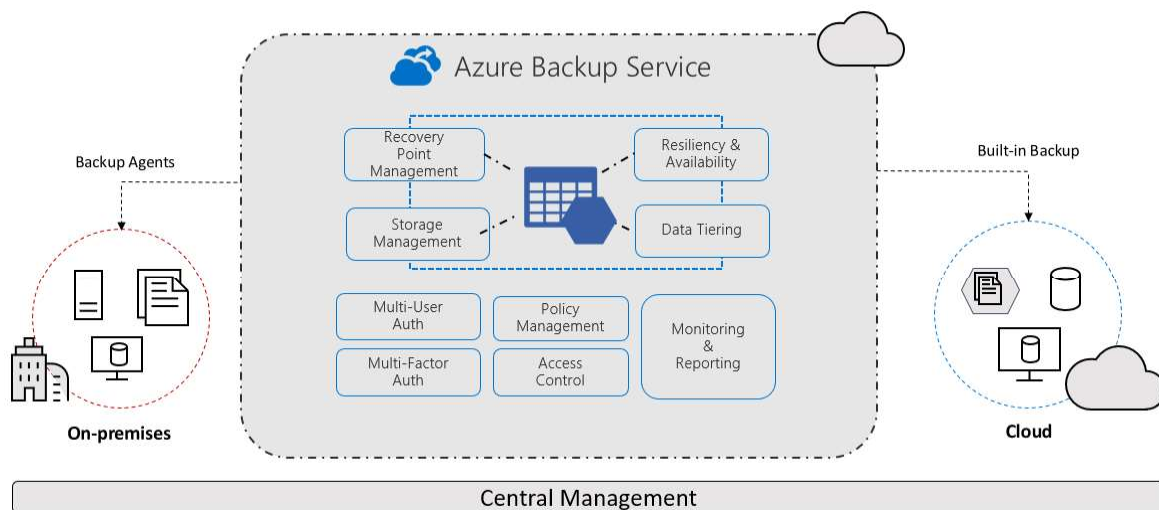 Azure Backup Service
Backup Agents
Built-in Backup
Recovery
Point
Management
Resiliency &
Availability
Storage
Management
Data Tiering
Multi-User
Auth
Policy
Management
Monitoring
&
Reporting
Multi-Factor
Auth
Access
Control
On-premises
Cloud
Central Management